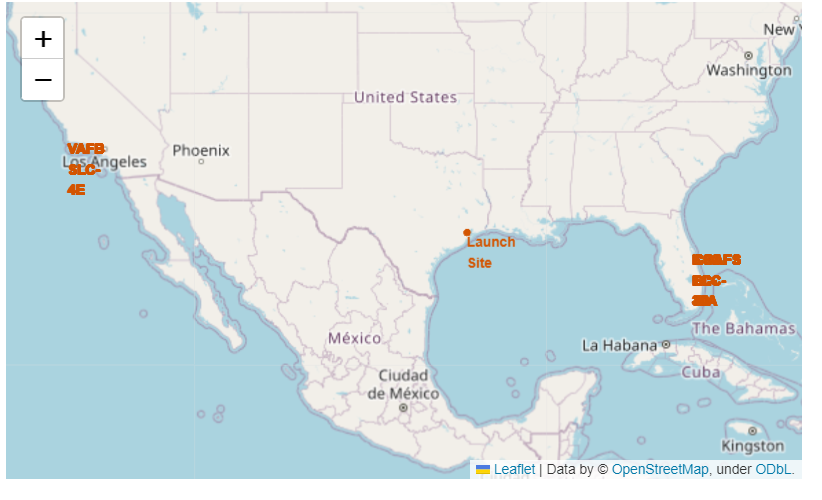 +
−
New Y
Washington
United States
Phoenix
Los Angeles
VAFB
SLC-
4E
Launch
Site
The Bahamas
La Habana
Cuba
México
Ciudad
de México
Kingston
Leaflet | Data by © OpenStreetMap, under ODbL.